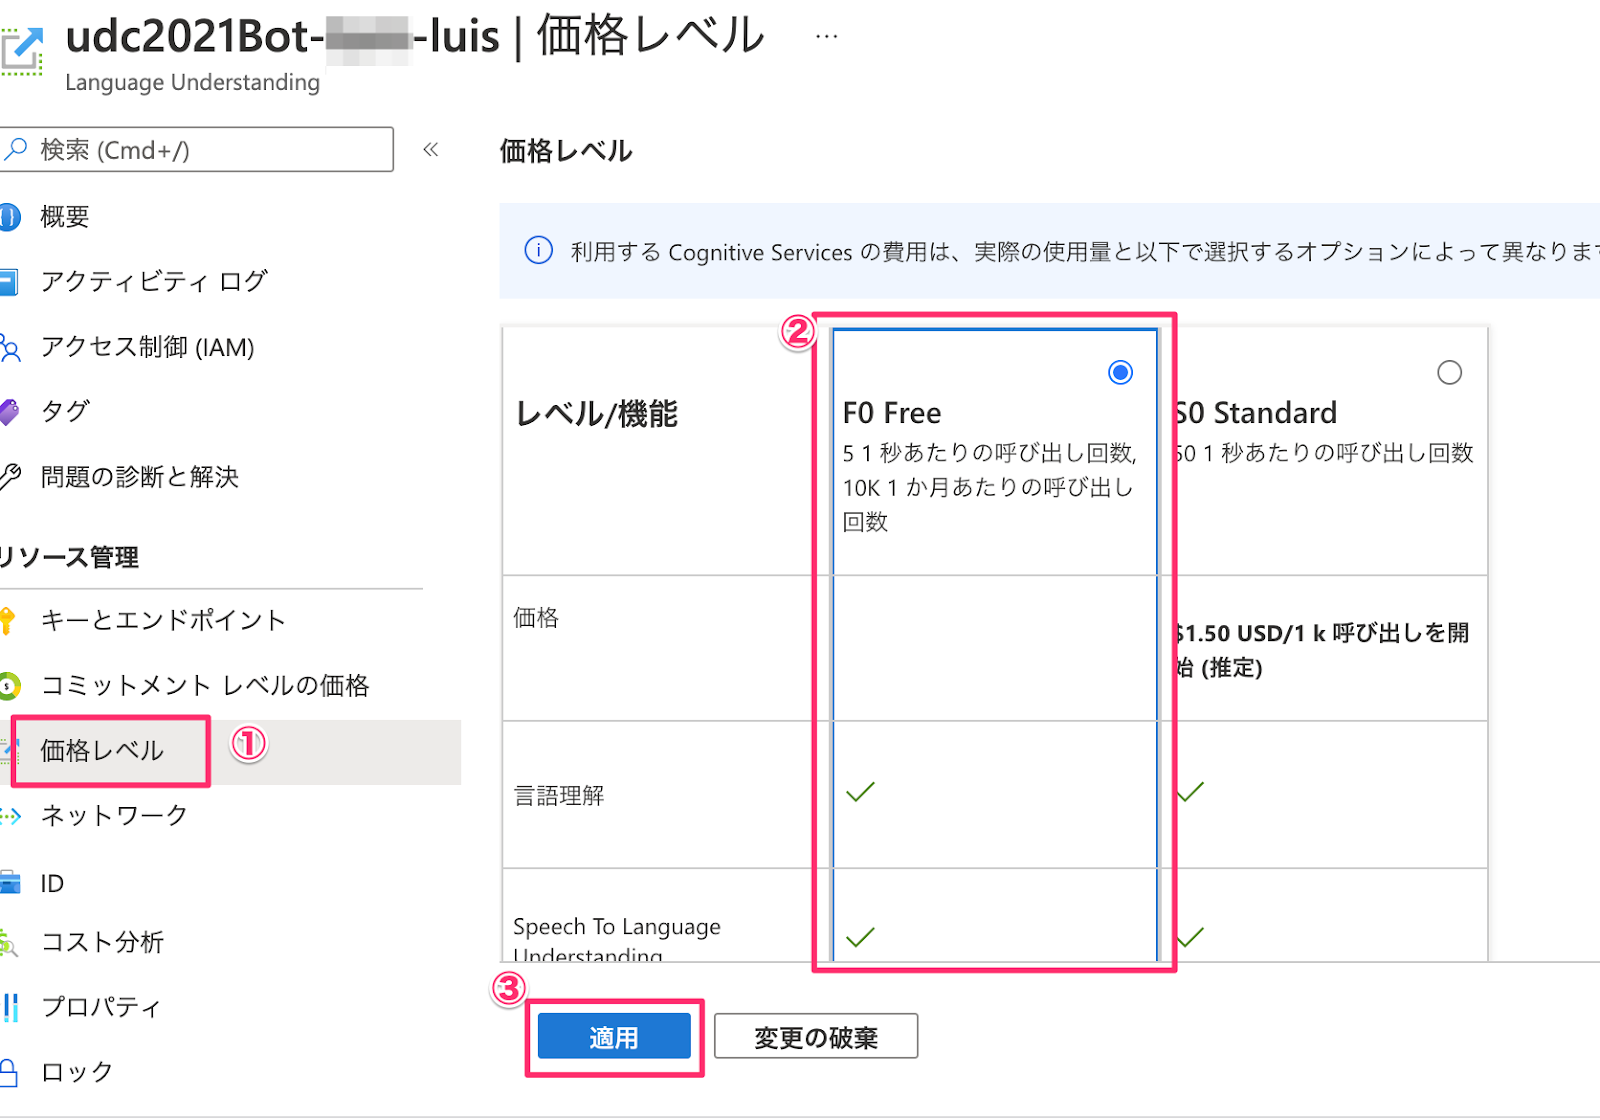 udc2021Bot- -luis | 価格レベル ...
Language Understanding
検索 (Cmd+/)
«
概要
アクティビティ ログ
アクセス制御 (IAM)
タグ
問題の診断と解決
リソース管理
キーとエンドポイント
コミットメント レベルの価格
価格レベル
①
ネットワーク
ID
コスト分析
プロパティ
ロック
価格レベル
利用する Cognitive Services の費用は、実際の使用量と以下で選択するオプションによって異なります
②
レベル/機能
F0 Free
5 1 秒あたりの呼び出し回数,
10K 1 か月あたりの呼び出し
回数
S0 Standard
50 1 秒あたりの呼び出し回数
価格
$1.50 USD/1 k 呼び出しを開
始 (推定)
言語理解
Speech To Language
Understanding
③
適用
変更の破棄